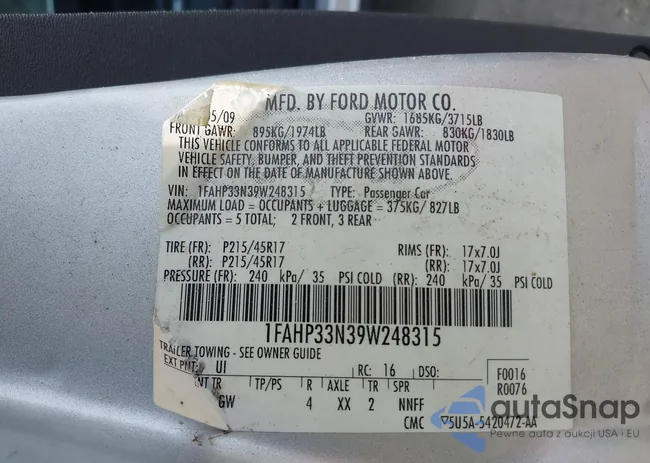 MFD. BY FORD MOTOR CO.
5/09 GVWR: 1685KG/3715LB
FRONT GAWR: 895KG/1974LB REAR GAWR: 830KG/1830LB
THIS VEHICLE CONFORMS TO ALL APPLICABLE FEDERAL MOTOR
VEHICLE SAFETY, BUMPER, AND THEFT PREVENTION STANDARDS
IN EFFECT ON THE DATE OF MANUFACTURE SHOWN ABOVE.
VIN: 1FAHP33N39W248315 TYPE: Passenger Car
MAXIMUM LOAD = OCCUPANTS + LUGGAGE = 375KG/ 827LB
OCCUPANTS = 5 TOTAL; 2 FRONT, 3 REAR
TIRE (FR): P215/45R17 RIMS (FR): 17x7.0J
(RR): P215/45R17 (RR): 17x7.0J
PRESSURE (FR): 240 kPa/ 35 PSI COLD (RR): 240 kPa/ 35 PSI COLD
1FAHP33N39W248315
TRAILER TOWING - SEE OWNER GUIDE
EXT PNT: UI RC: 16 DSO: F0016
R0076
INT TR TP/PS R AXLE TR SPR
GW 4 XX 2 NNFF
CMC ▽5U5A-5420472-AA
autoSnap
Pewne auta z aukcji USA i EU